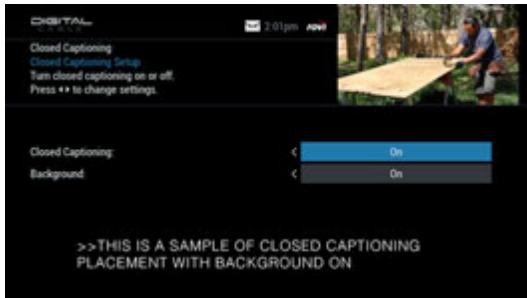 DIGITAL
CABLE
2:01pm
Closed Captioning
Closed Captioning Setup
Turn closed captioning on or off.
Press ◂▸ to change settings.
Closed Captioning: < On
Background: < On
>>THIS IS A SAMPLE OF CLOSED CAPTIONING
PLACEMENT WITH BACKGROUND ON